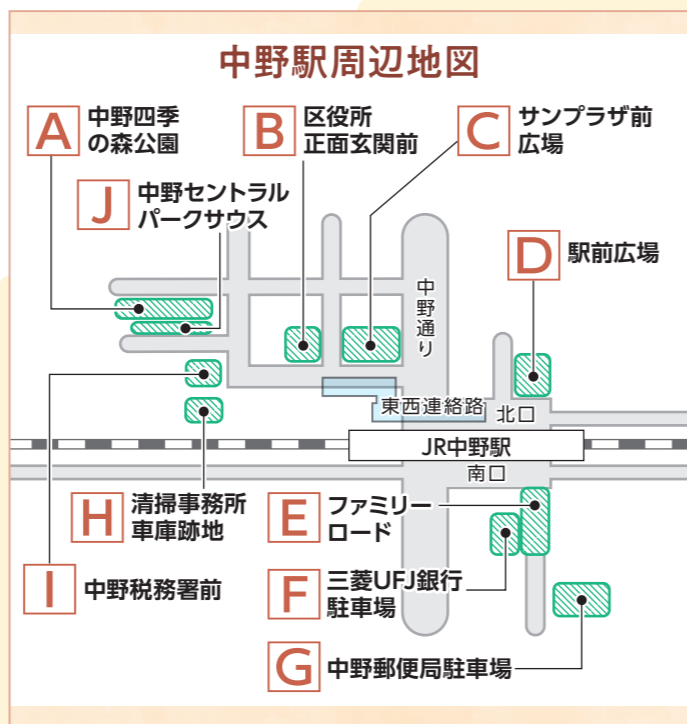 中野駅周辺地図
A
中野四季
の森公園
B
区役所
正面玄関前
C
サンプラザ前
広場
J
中野セントラル
パークサウス
D
駅前広場
中野通り
東西連絡路
北口
JR中野駅
南口
H
清掃事務所
車庫跡地
E
ファミリー
ロード
I
中野税務署前
F
三菱UFJ銀行
駐車場
G
中野郵便局駐車場